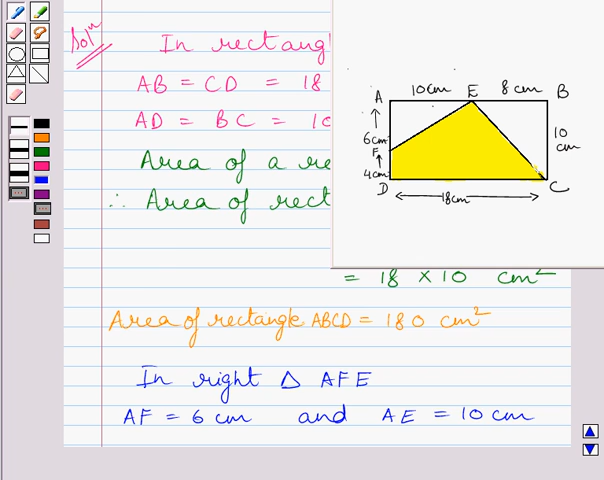 Solⁿ
In rectang
AB = CD = 18
AD = BC = 10
Area of a re
∴ Area of rect
= 18 × 10 cm²
Area of rectangle ABCD = 180 cm²
In right Δ AFE
AF = 6 cm and AE = 10 cm
A 10cm E 8cm B
6cm
F
4cm
D
10 cm
18cm
C